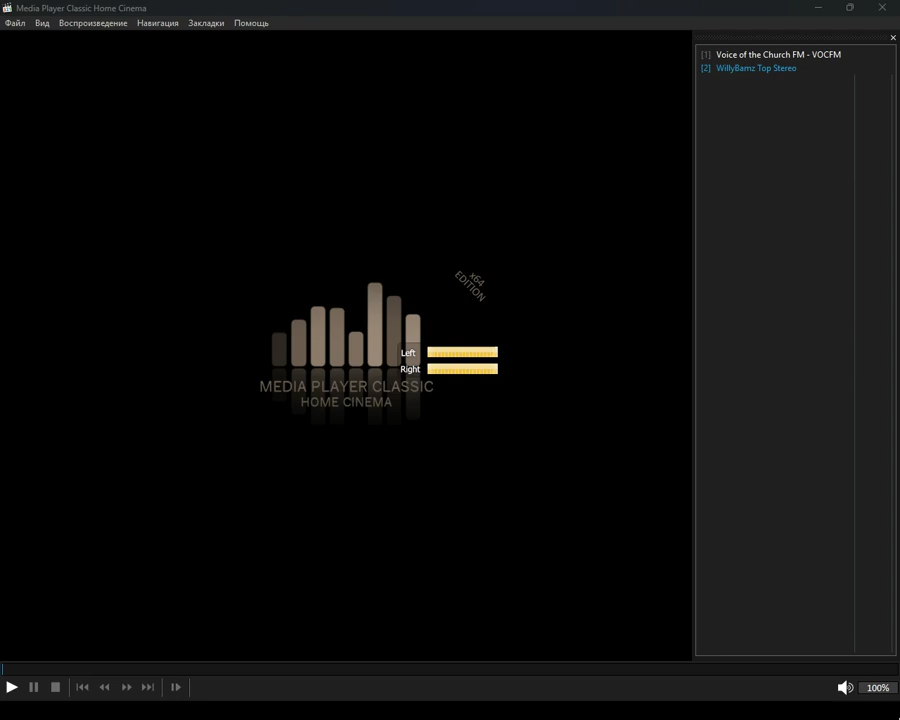 Media Player Classic Home Cinema
Файл Вид Воспроизведение Навигация Закладки Помощь
[1] Voice of the Church FM - VOCFM
[2] WillyBamz Top Stereo
x64
EDITION
Left
Right
MEDIA PLAYER CLASSIC
HOME CINEMA
100%